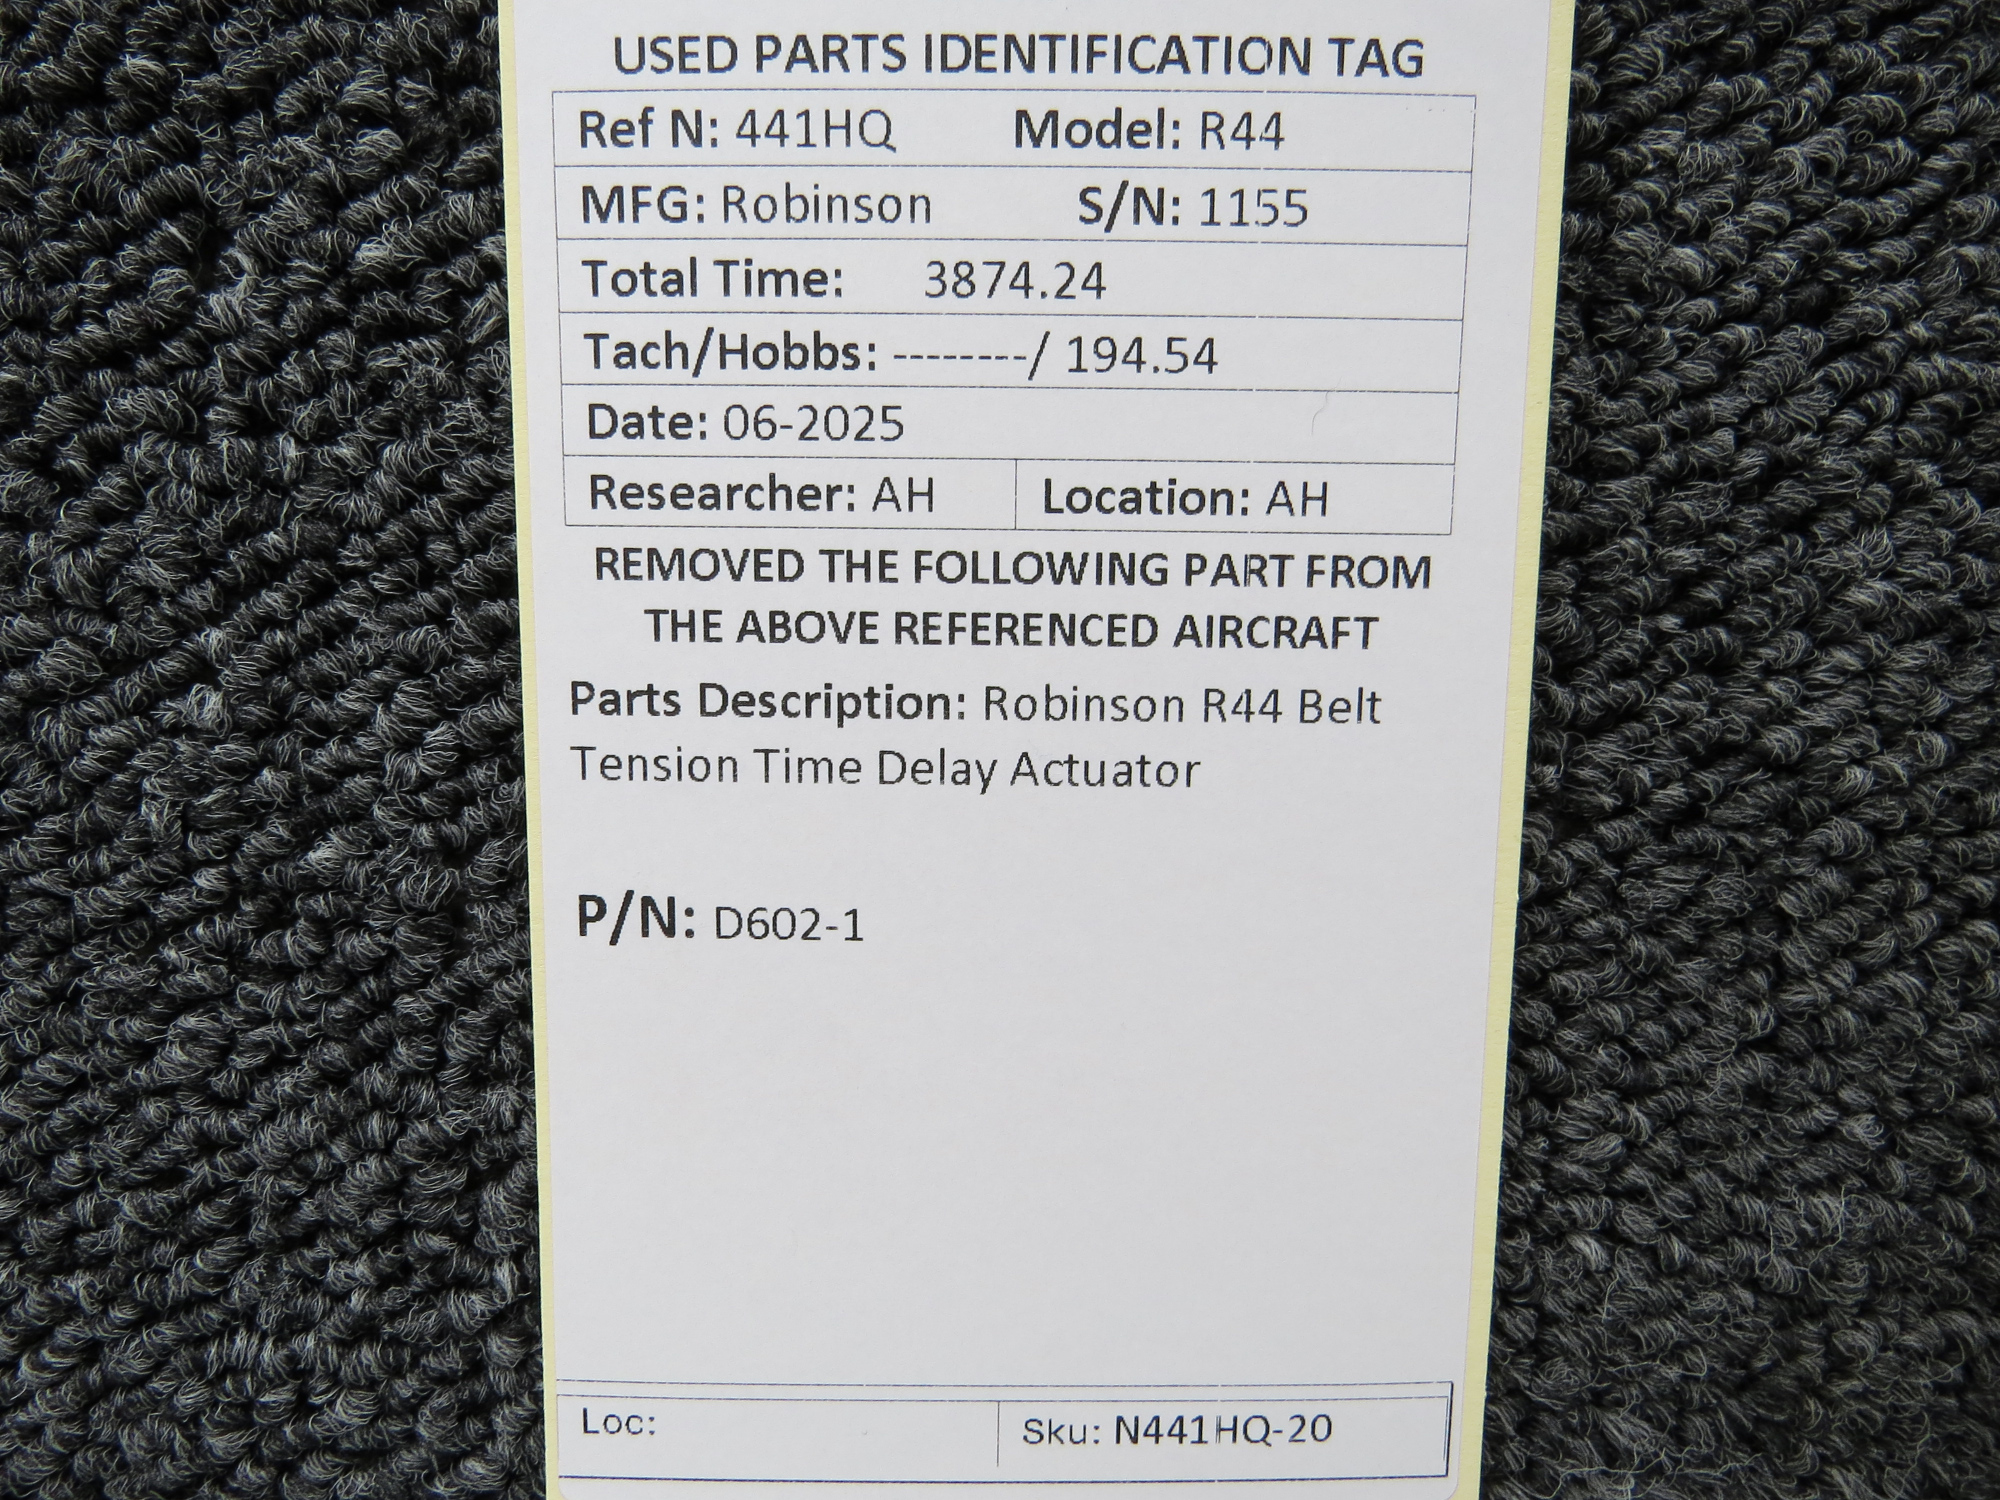 USED PARTS IDENTIFICATION TAG
Ref N: 441HQ Model: R44
MFG: Robinson S/N: 1155
Total Time: 3874.24
Tach/Hobbs: --------/ 194.54
Date: 06-2025
Researcher: AH Location: AH
REMOVED THE FOLLOWING PART FROM
THE ABOVE REFERENCED AIRCRAFT
Parts Description: Robinson R44 Belt
Tension Time Delay Actuator
P/N: D602-1
Loc: Sku: N441HQ-20